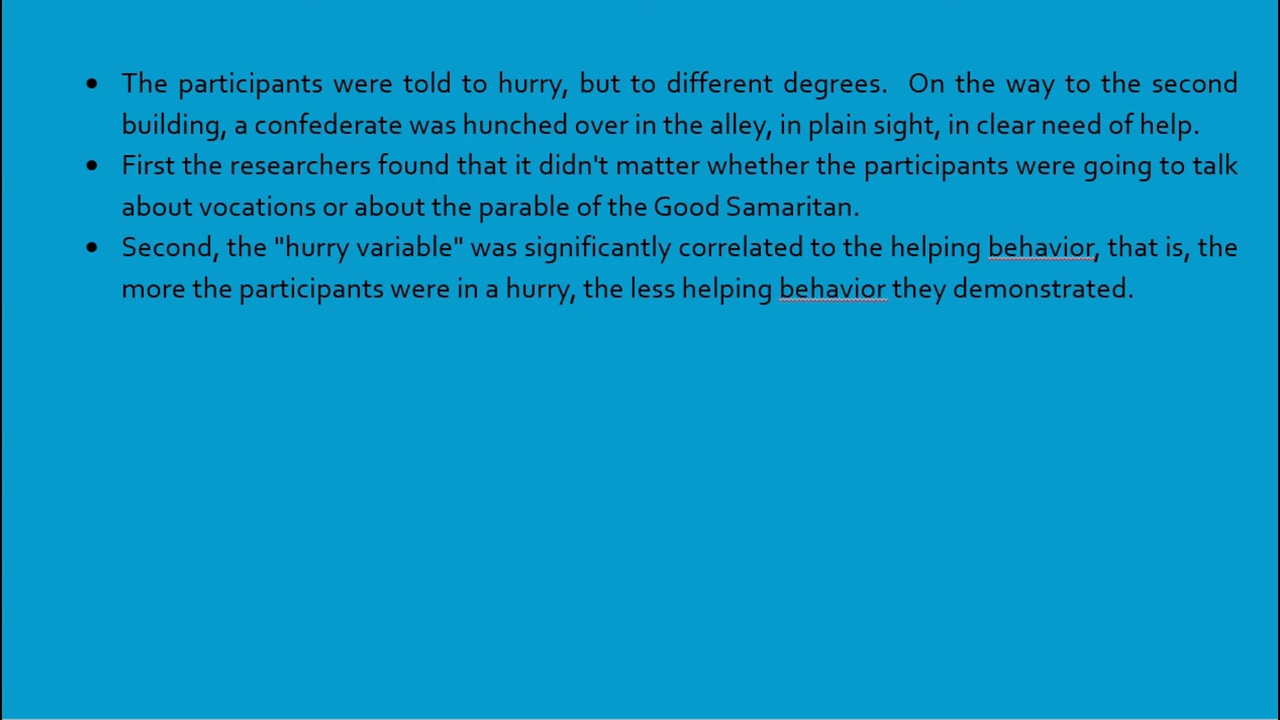 • The participants were told to hurry, but to different degrees.  On the way to the second
building, a confederate was hunched over in the alley, in plain sight, in clear need of help.
• First the researchers found that it didn't matter whether the participants were going to talk
about vocations or about the parable of the Good Samaritan.
• Second, the "hurry variable" was significantly correlated to the helping behavior, that is, the
more the participants were in a hurry, the less helping behavior they demonstrated.